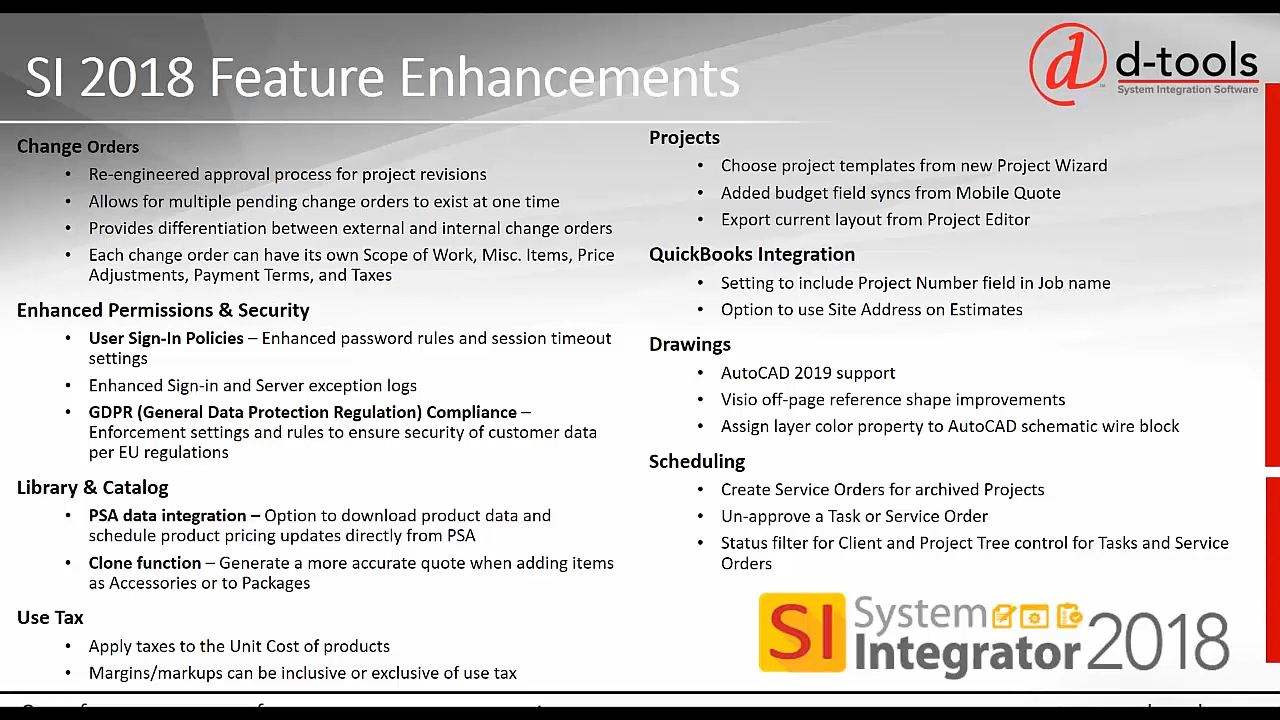 SI 2018 Feature Enhancements
d d-tools
System Integration Software
Change Orders
• Re-engineered approval process for project revisions
• Allows for multiple pending change orders to exist at one time
• Provides differentiation between external and internal change orders
• Each change order can have its own Scope of Work, Misc. Items, Price
Adjustments, Payment Terms, and Taxes
Enhanced Permissions & Security
• User Sign-In Policies – Enhanced password rules and session timeout
settings
• Enhanced Sign-in and Server exception logs
• GDPR (General Data Protection Regulation) Compliance –
Enforcement settings and rules to ensure security of customer data
per EU regulations
Library & Catalog
• PSA data integration – Option to download product data and
schedule product pricing updates directly from PSA
• Clone function – Generate a more accurate quote when adding items
as Accessories or to Packages
Use Tax
• Apply taxes to the Unit Cost of products
• Margins/markups can be inclusive or exclusive of use tax
Projects
• Choose project templates from new Project Wizard
• Added budget field syncs from Mobile Quote
• Export current layout from Project Editor
QuickBooks Integration
• Setting to include Project Number field in Job name
• Option to use Site Address on Estimates
Drawings
• AutoCAD 2019 support
• Visio off-page reference shape improvements
• Assign layer color property to AutoCAD schematic wire block
Scheduling
• Create Service Orders for archived Projects
• Un-approve a Task or Service Order
• Status filter for Client and Project Tree control for Tasks and Service
Orders
SI System
Integrator 2018